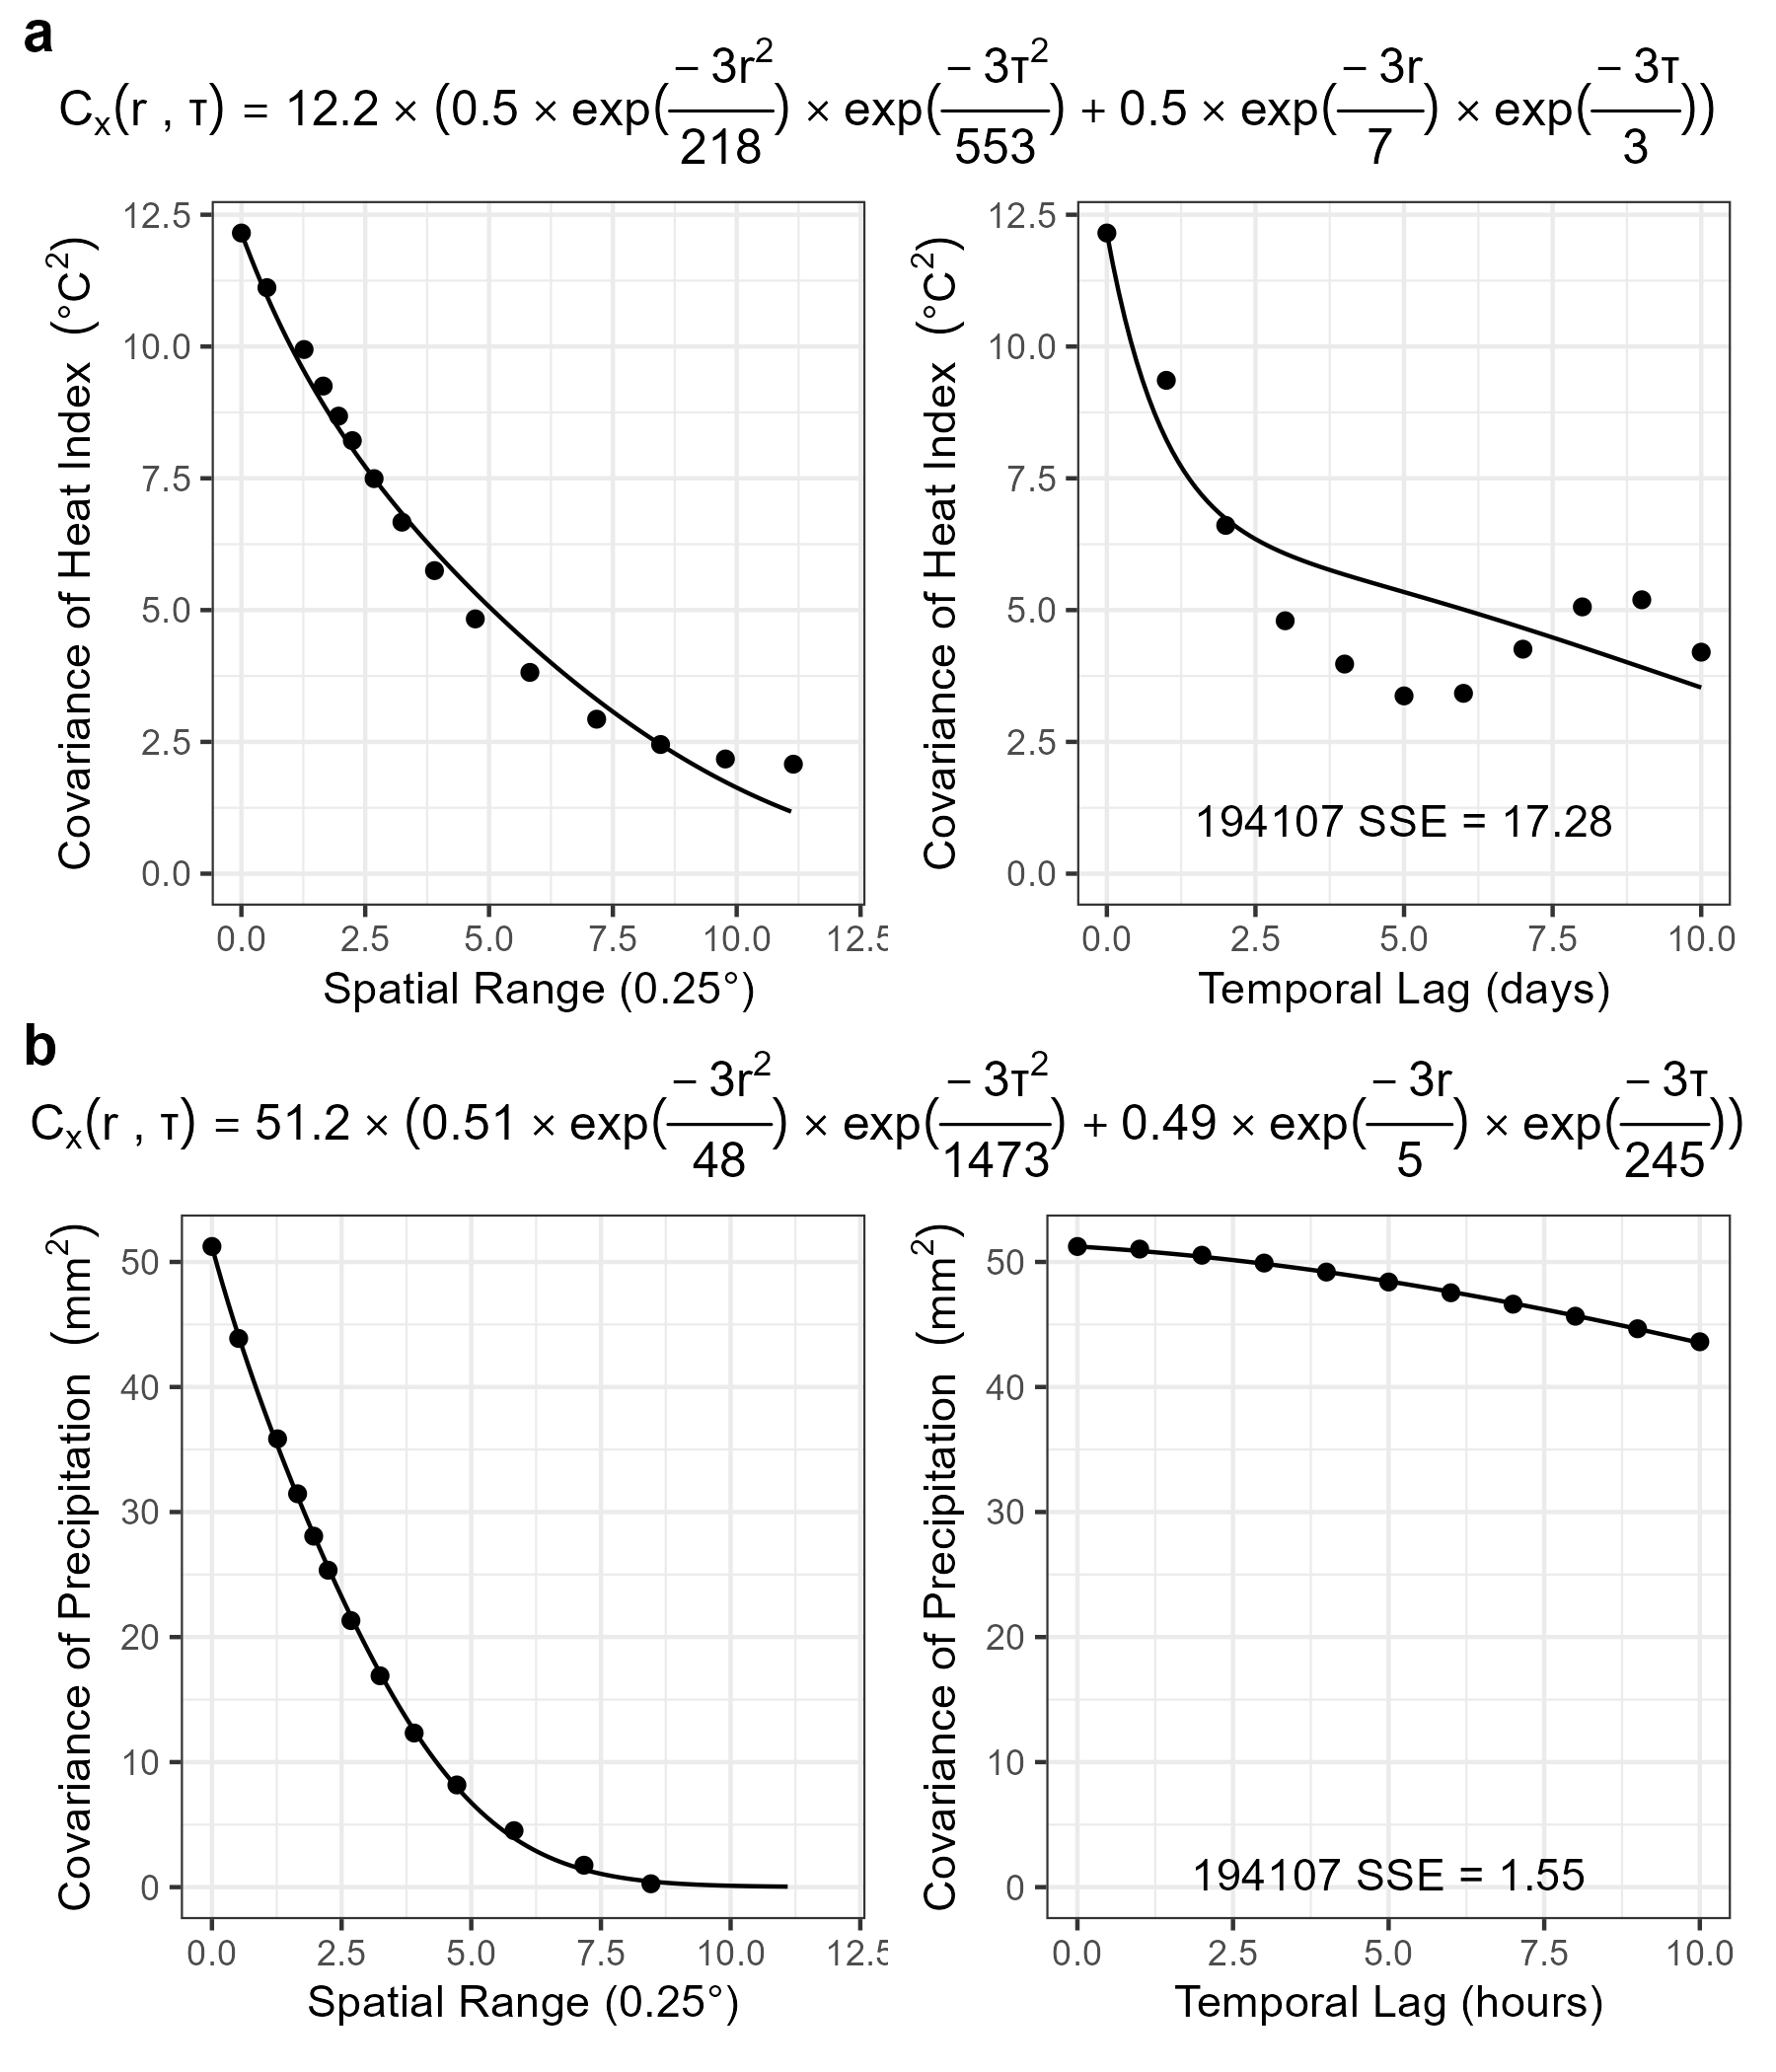 a
Cₓ(r , τ) = 12.2 × (0.5 × exp(− 3r²/218) × exp(− 3τ²/553) + 0.5 × exp(− 3r/7) × exp(− 3τ/3))
Covariance of Heat Index (°C²)
12.5
10.0
7.5
5.0
2.5
0.0
0.0 2.5 5.0 7.5 10.0 12.5
Spatial Range (0.25°)
Covariance of Heat Index (°C²)
12.5
10.0
7.5
5.0
2.5
0.0
194107 SSE = 17.28
0.0 2.5 5.0 7.5 10.0
Temporal Lag (days)
b
Cₓ(r , τ) = 51.2 × (0.51 × exp(− 3r²/48) × exp(− 3τ²/1473) + 0.49 × exp(− 3r/5) × exp(− 3τ/245))
Covariance of Precipitation (mm²)
50
40
30
20
10
0
0.0 2.5 5.0 7.5 10.0 12.5
Spatial Range (0.25°)
Covariance of Precipitation (mm²)
50
40
30
20
10
0
194107 SSE = 1.55
0.0 2.5 5.0 7.5 10.0
Temporal Lag (hours)